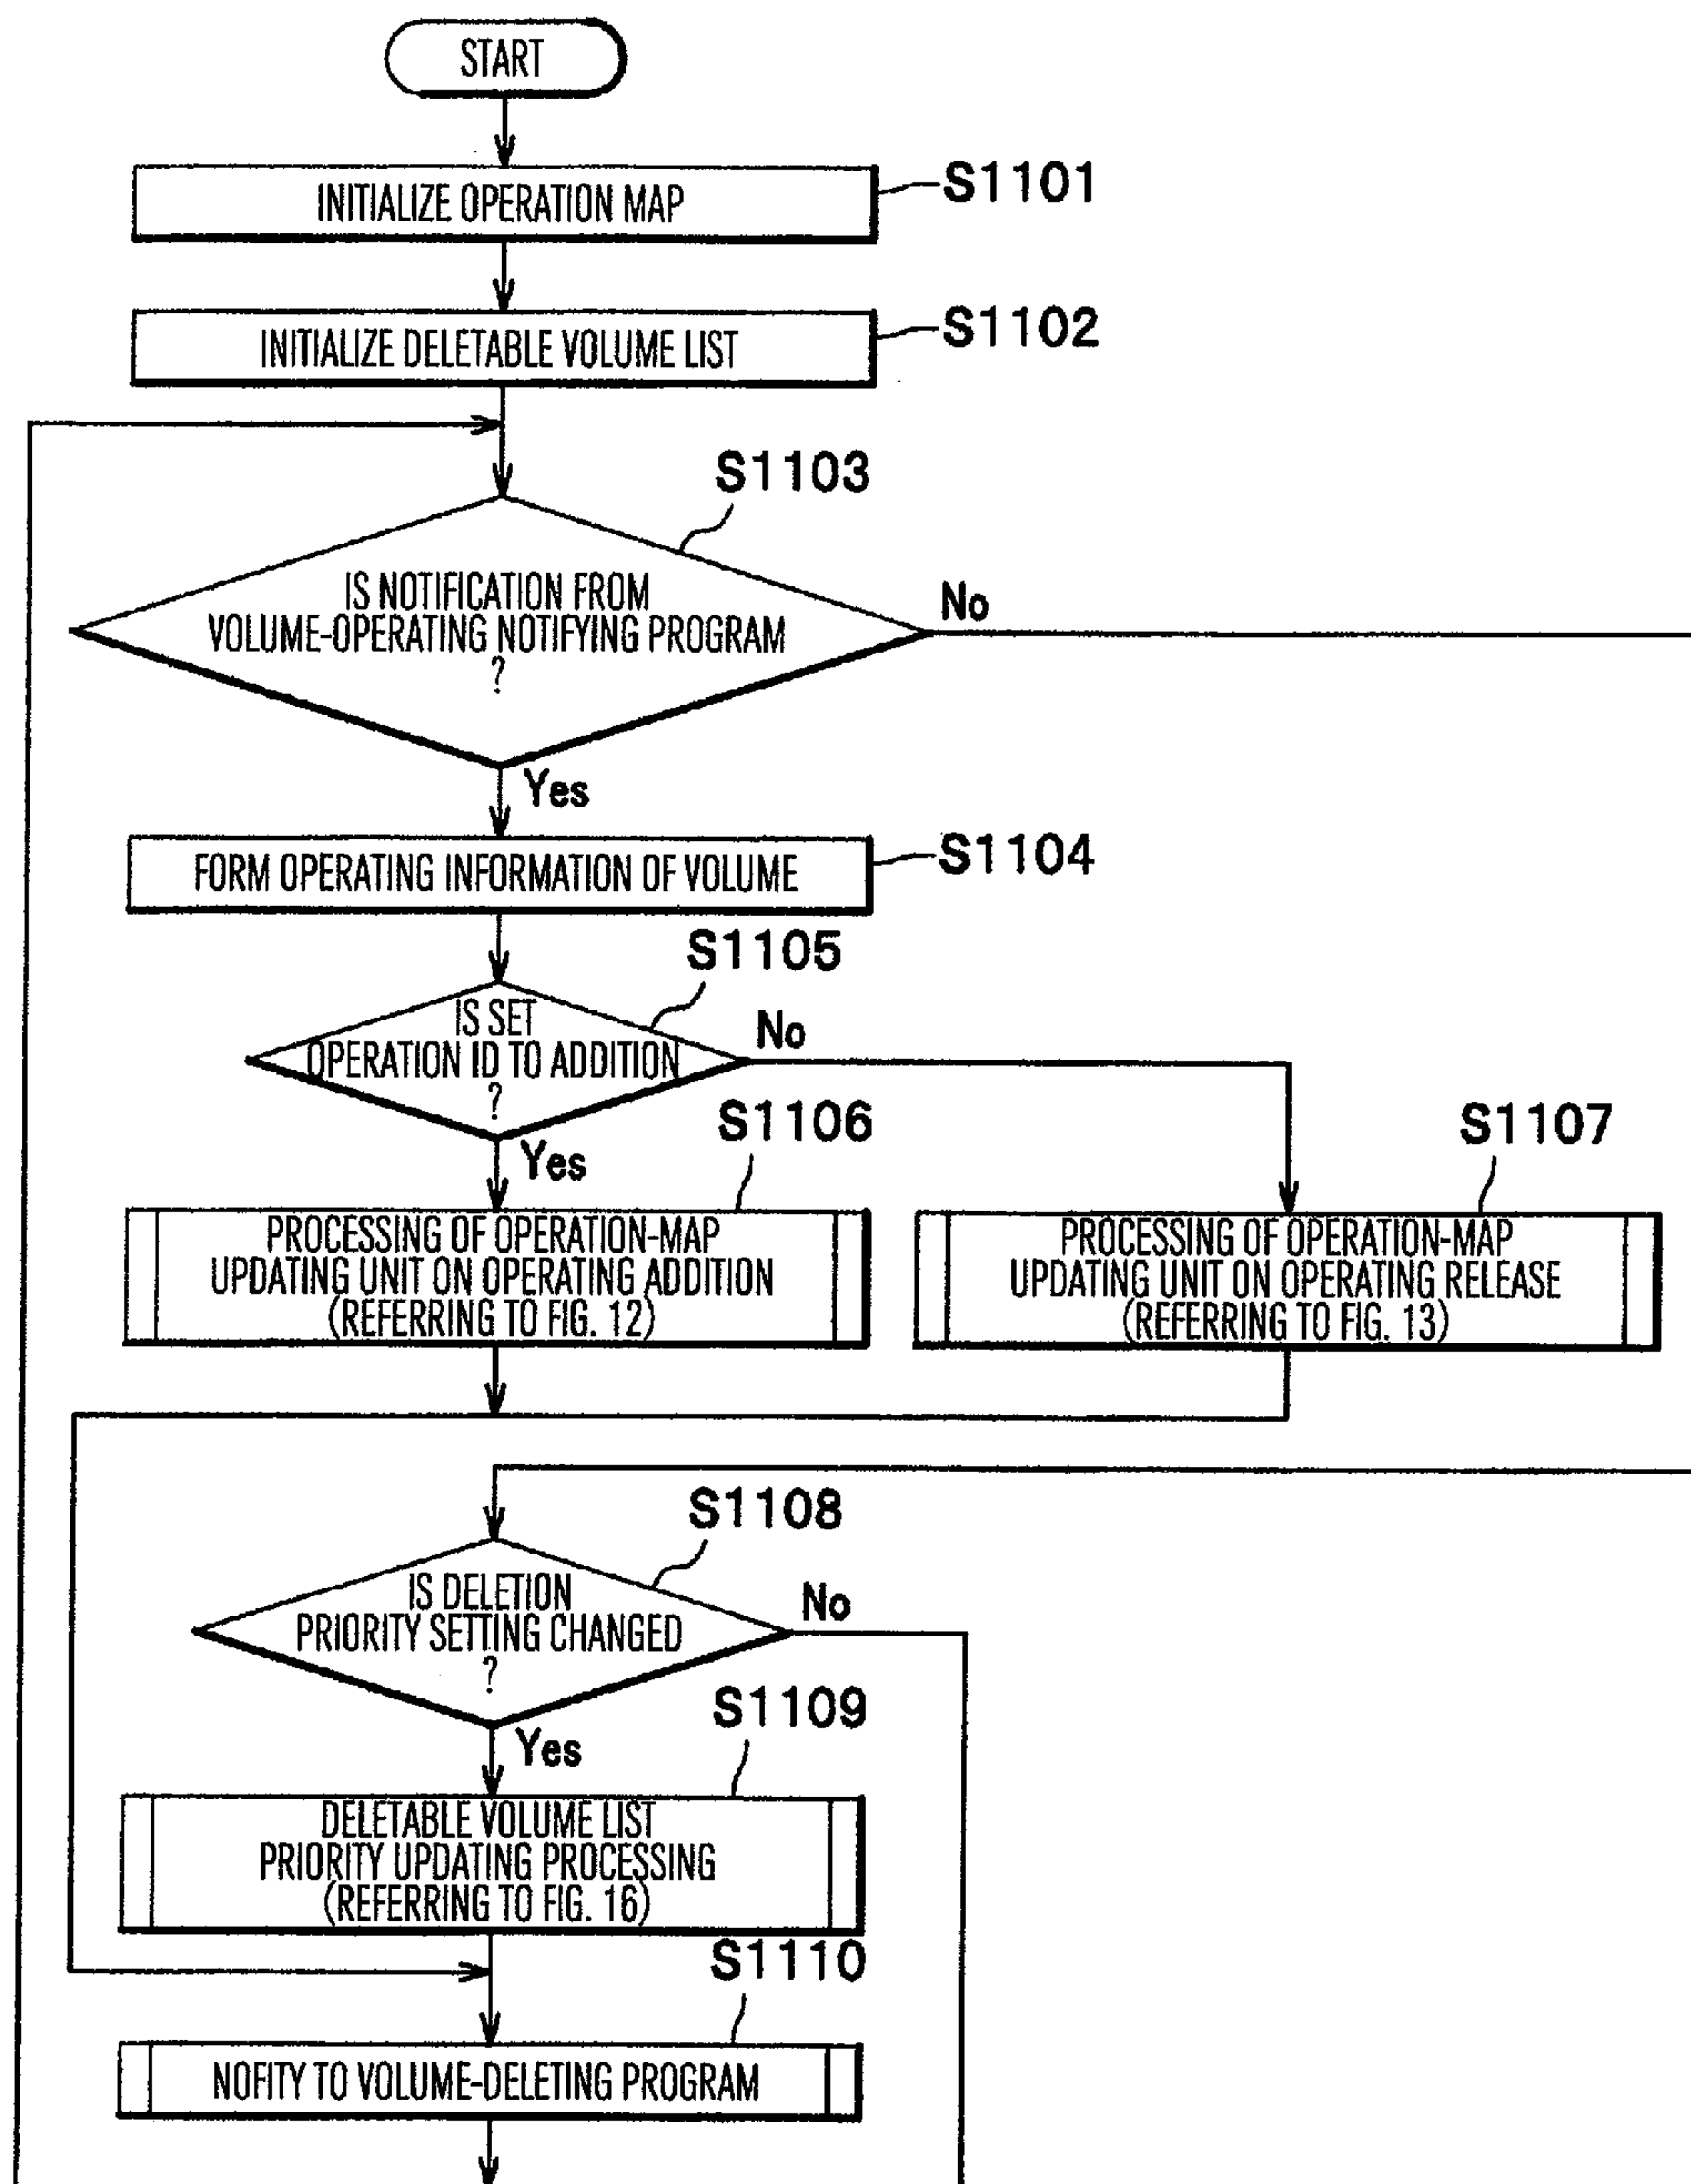 START
INITIALIZE OPERATION MAP
S1101
INITIALIZE DELETABLE VOLUME LIST
S1102
S1103
IS NOTIFICATION FROM
VOLUME-OPERATING NOTIFYING PROGRAM
?
No
Yes
FORM OPERATING INFORMATION OF VOLUME
S1104
S1105
IS SET
OPERATION ID TO ADDITION
?
No
Yes
S1106
S1107
PROCESSING OF OPERATION-MAP
UPDATING UNIT ON OPERATING ADDITION
(REFERRING TO FIG. 12)
PROCESSING OF OPERATION-MAP
UPDATING UNIT ON OPERATING RELEASE
(REFERRING TO FIG. 13)
S1108
IS DELETION
PRIORITY SETTING CHANGED
?
No
Yes
S1109
DELETABLE VOLUME LIST
PRIORITY UPDATING PROCESSING
(REFERRING TO FIG. 16)
S1110
NOFITY TO VOLUME-DELETING PROGRAM